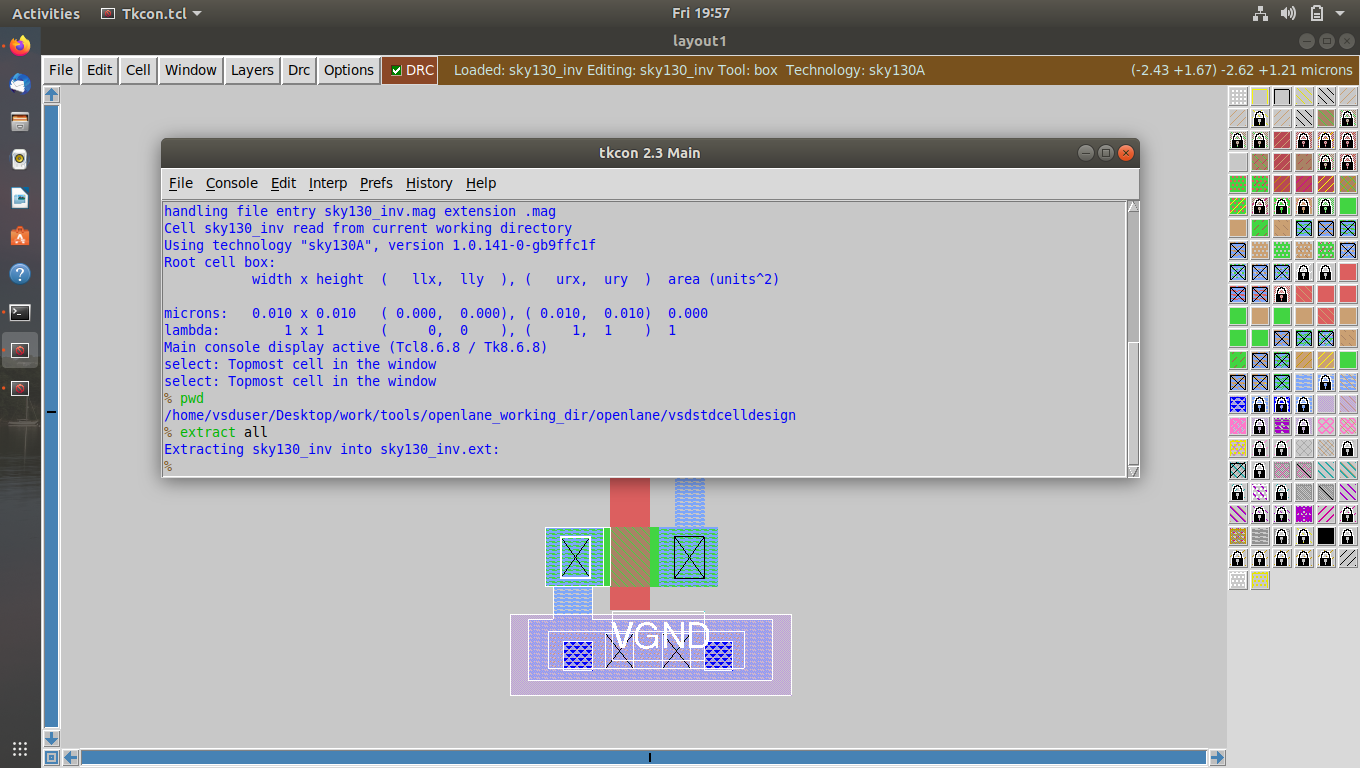 Activities Tkcon.tcl Fri 19:57
layout1
File Edit Cell Window Layers Drc Options DRC Loaded: sky130_inv Editing: sky130_inv Tool: box Technology: sky130A (-2.43 +1.67) -2.62 +1.21 microns
tkcon 2.3 Main
File Console Edit Interp Prefs History Help
handling file entry sky130_inv.mag extension .mag
Cell sky130_inv read from current working directory
Using technology "sky130A", version 1.0.141-0-gb9ffc1f
Root cell box:
width x height ( llx, lly ), ( urx, ury ) area (units^2)
microns: 0.010 x 0.010 ( 0.000, 0.000), ( 0.010, 0.010) 0.000
lambda: 1 x 1 ( 0, 0 ), ( 1, 1 ) 1
Main console display active (Tcl8.6.8 / Tk8.6.8)
select: Topmost cell in the window
select: Topmost cell in the window
% pwd
/home/vsduser/Desktop/work/tools/openlane_working_dir/openlane/vsdstdcelldesign
% extract all
Extracting sky130_inv into sky130_inv.ext:
%
VGND